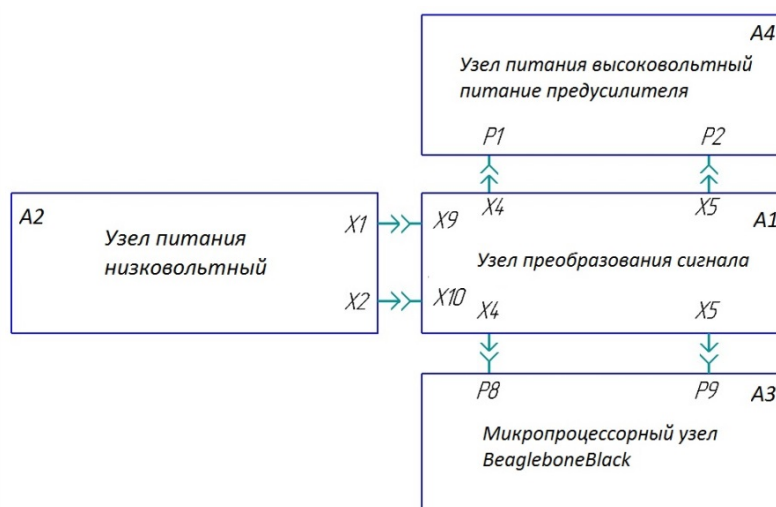 A4
Узел питания высоковольтный
питание предусилителя
P1 P2
A2
X1 X9 X4 X5 A1
Узел питания
низковольтный
Узел преобразования сигнала
X2 X10 X4 X5
P8 P9 A3
Микропроцессорный узел
BeagleboneBlack